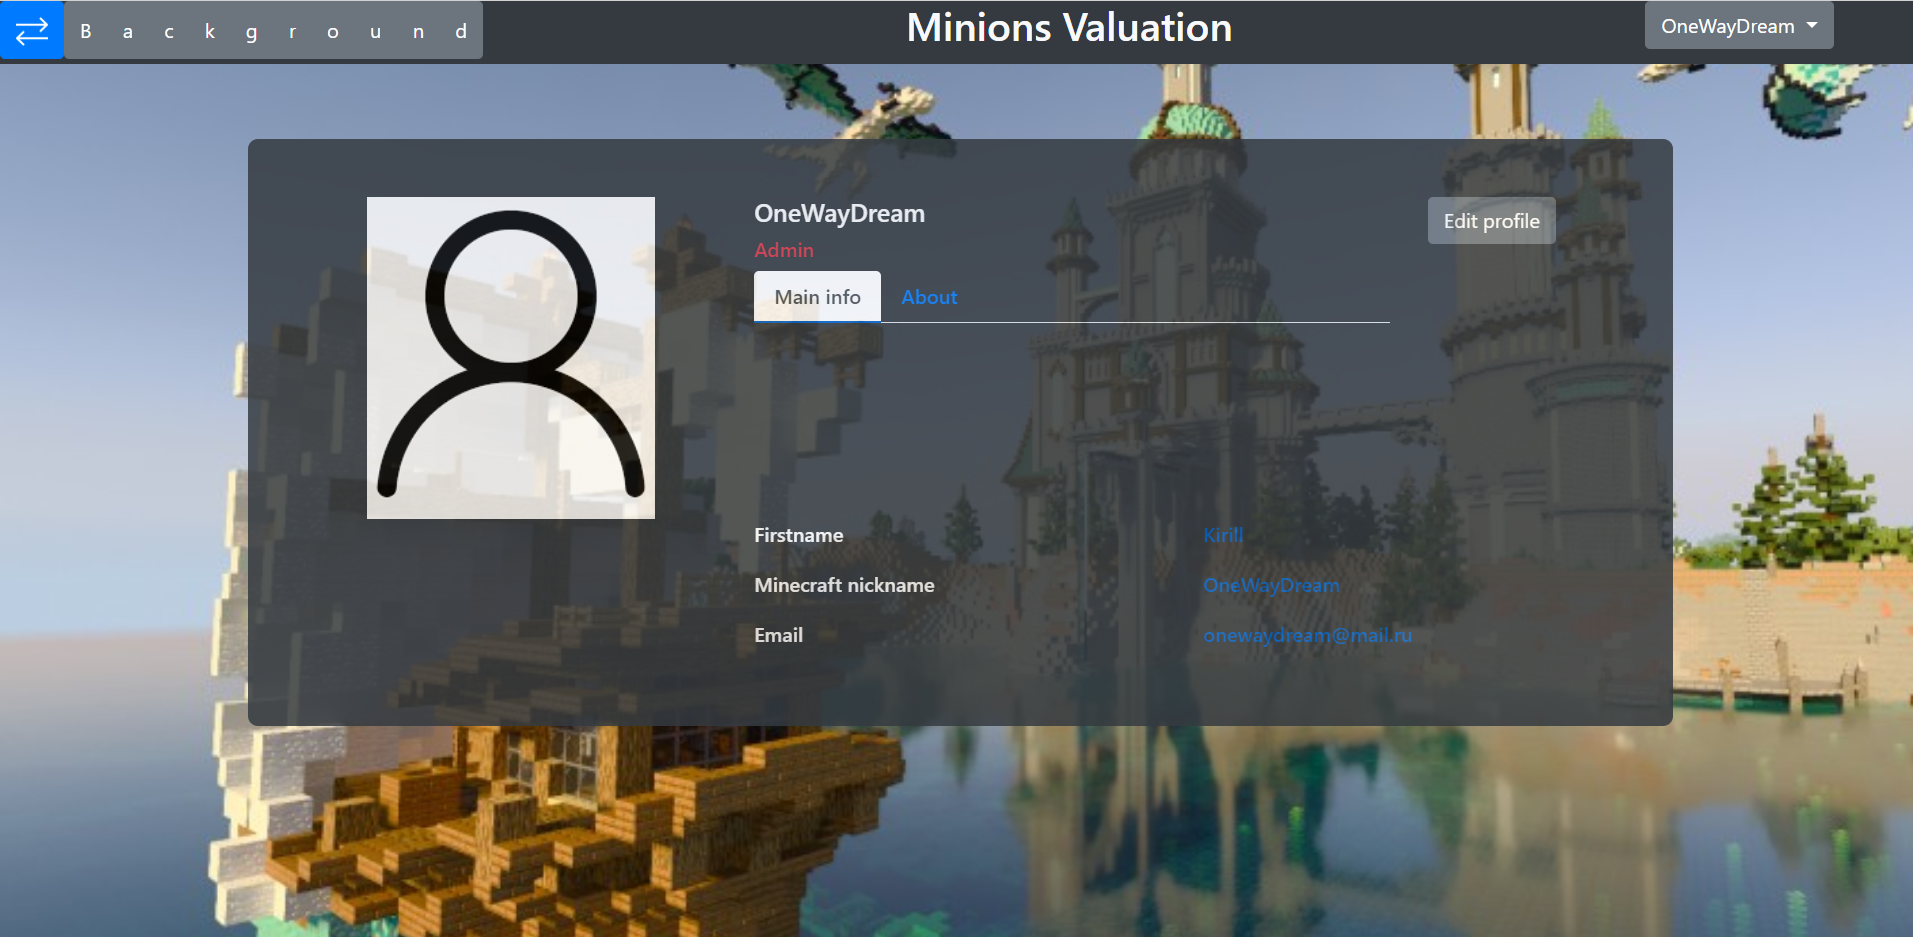 B a c k g r o u n d
Minions Valuation
OneWayDream
OneWayDream
Edit profile
Admin
Main info
About
Firstname
Kirill
Minecraft nickname
OneWayDream
Email
onewaydream@mail.ru